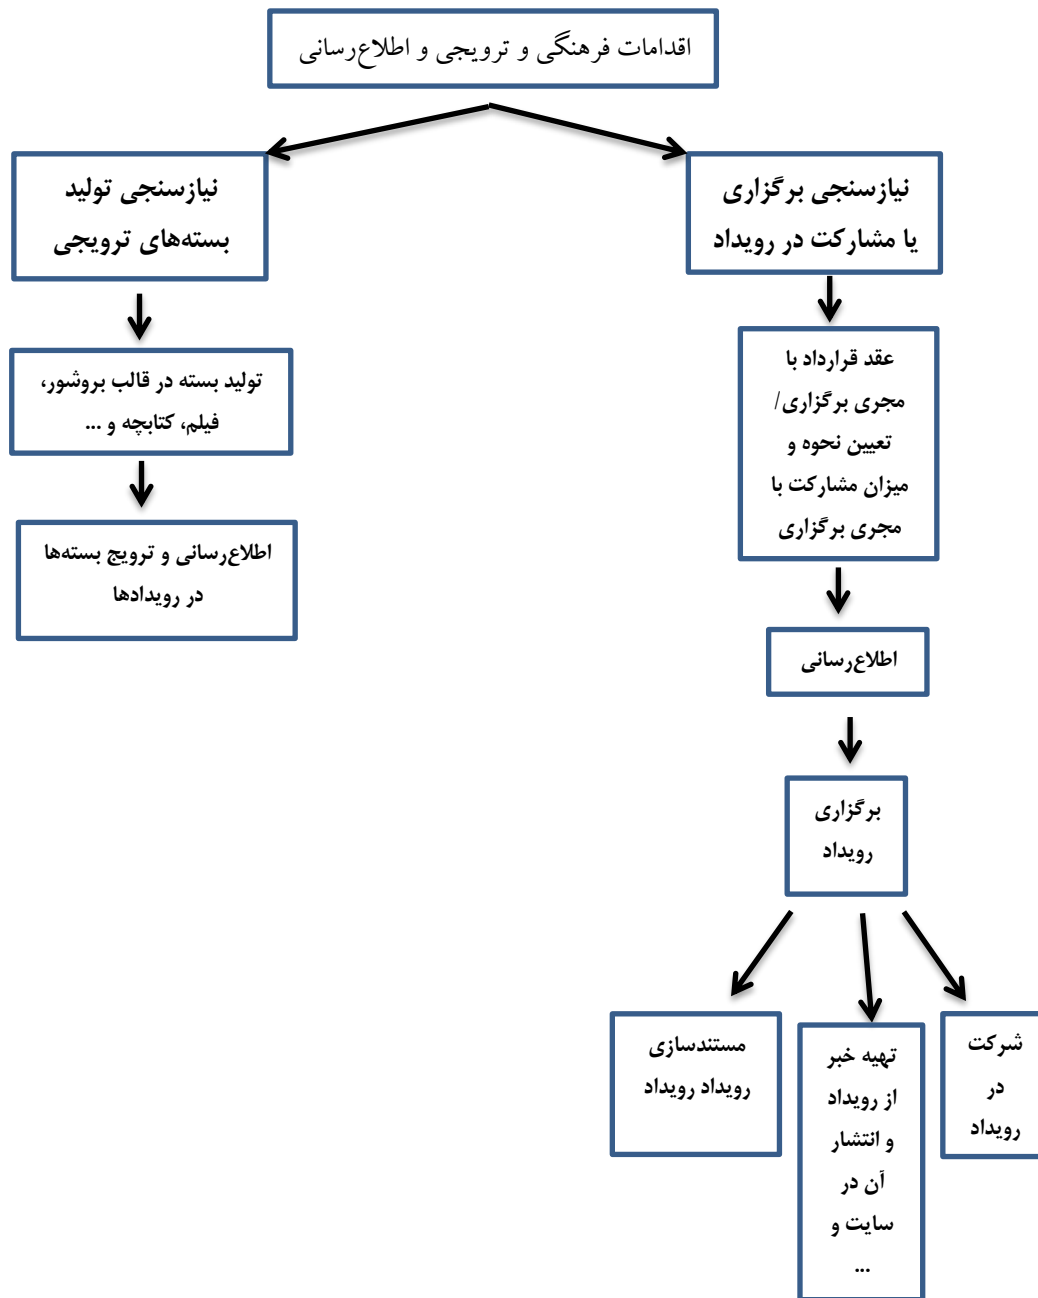 اقدامات فرهنگی و ترویجی و اطلاع‌رسانی
نیازسنجی برگزاری
یا مشارکت در رویداد
نیازسنجی تولید
بسته‌های ترویجی
عقد قرارداد با
مجری برگزاری/
تعیین نحوه و
میزان مشارکت با
مجری برگزاری
تولید بسته در قالب بروشور،
فیلم، کتابچه و ...
اطلاع‌رسانی و ترویج بسته‌ها
در رویدادها
اطلاع‌رسانی
برگزاری
رویداد
شرکت
در
رویداد
تهیه خبر
از رویداد
و انتشار
آن در
سایت و
...
مستندسازی
رویداد رویداد